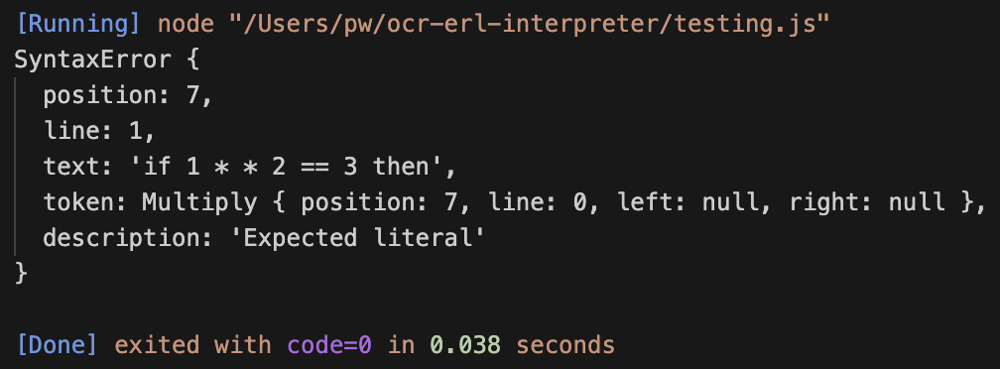 [Running] node "/Users/pw/ocr-erl-interpreter/testing.js"
SyntaxError {
  position: 7,
  line: 1,
  text: 'if 1 * * 2 == 3 then',
  token: Multiply { position: 7, line: 0, left: null, right: null },
  description: 'Expected literal'
}

[Done] exited with code=0 in 0.038 seconds